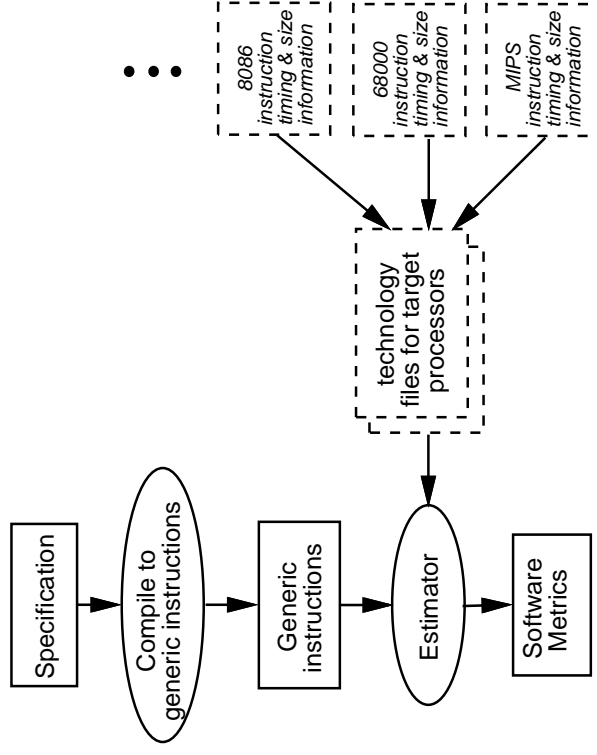 Specification
Compile to
generic instructions
Generic
instructions
Estimator
Software
Metrics
technology
files for target
processors
8086
instruction
timing & size
information
68000
instruction
timing & size
information
MIPS
instruction
timing & size
information